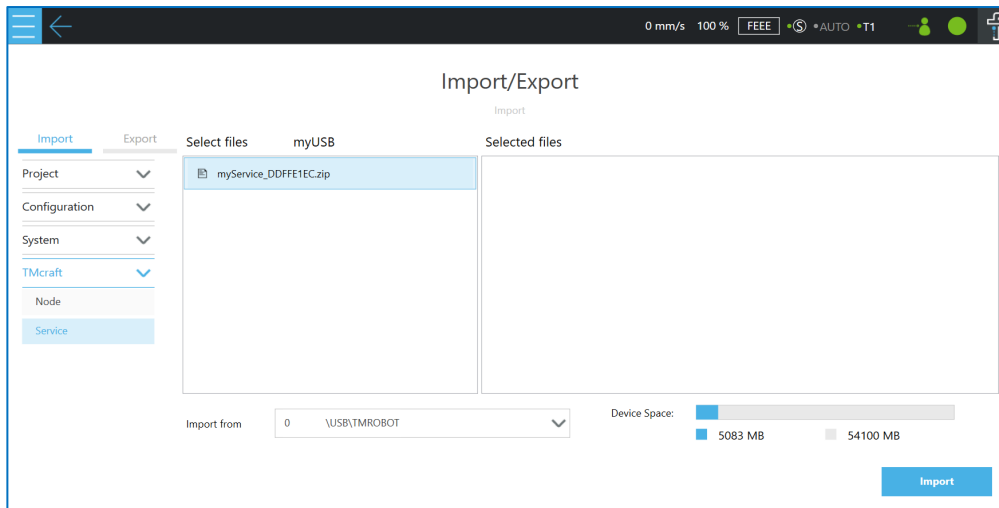 0 mm/s 100 % FEEE S AUTO T1
Import/Export
Import
Import Export
Select files myUSB
Selected files
Project
Configuration
System
TMcraft
Node
Service
myService_DDFFE1EC.zip
Import from 0 \USB\TMROBOT
Device Space:
5083 MB 54100 MB
Import